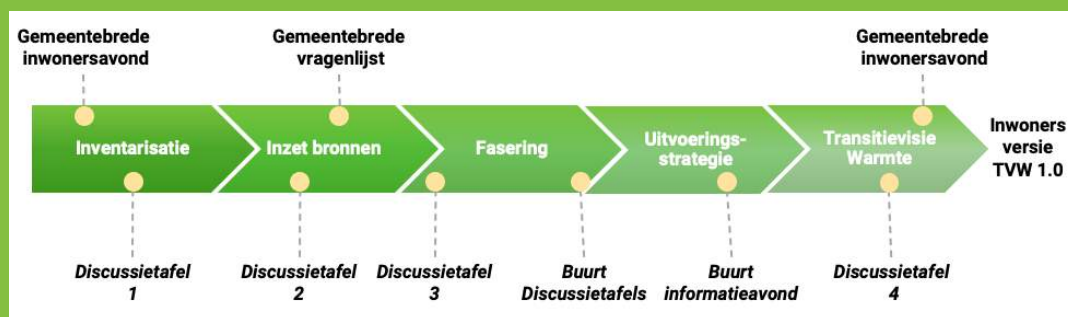 Gemeentebrede
inwonersavond
Gemeentebrede
vragenlijst
Gemeentebrede
inwonersavond
Inventarisatie
Inzet bronnen
Fasering
Uitvoerings-
strategie
Transitievisie
Warmte
Inwoners
versie
TVW 1.0
Discussietafel
1
Discussietafel
2
Discussietafel
3
Buurt
Discussietafels
Buurt
informatieavond
Discussietafel
4